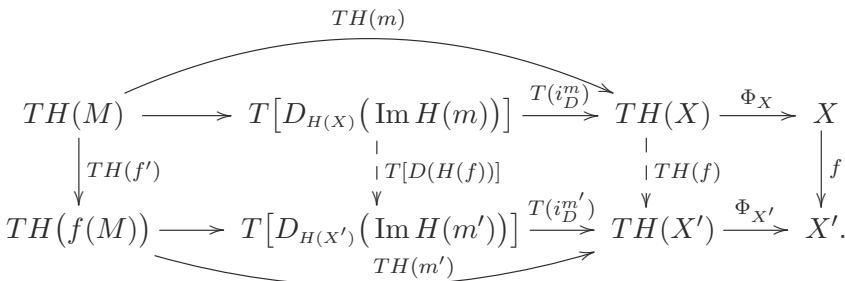 TH(m)
TH(M) T[D_{H(X)}(Im H(m))] T(i_D^m) TH(X) Φ_X X
TH(f′) T[D(H(f))] TH(f) f
TH(f(M)) T[D_{H(X′)}(Im H(m′))] T(i_D^{m′}) TH(X′) Φ_{X′} X′.
TH(m′)